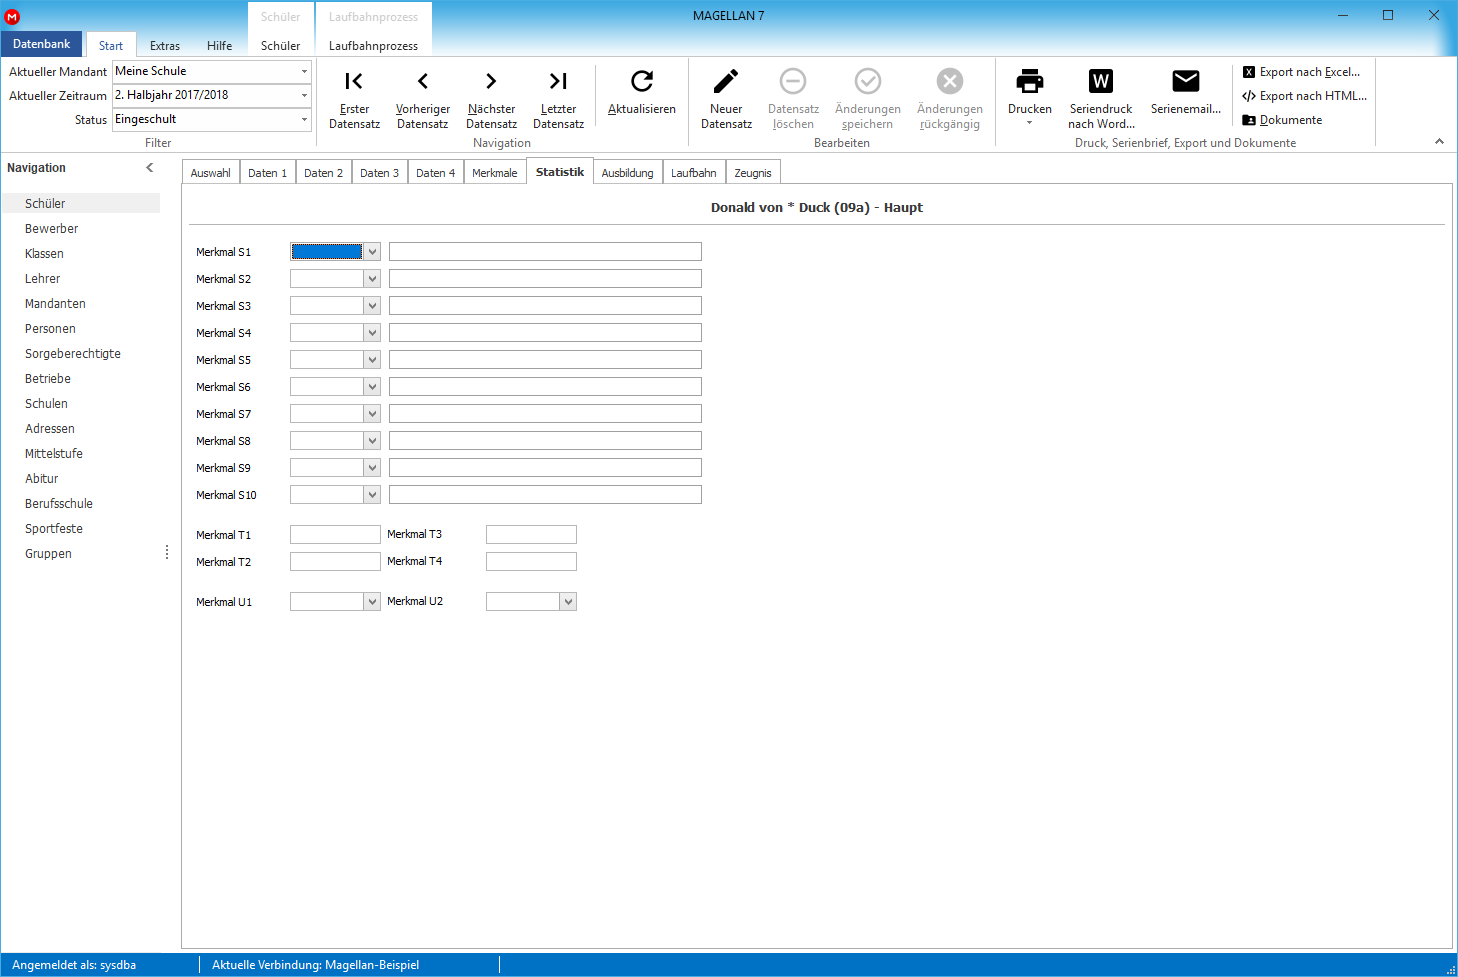 MAGELLAN 7
Schüler
Laufbahnprozess
Datenbank
Start
Extras
Hilfe
Schüler
Laufbahnprozess
Aktueller Mandant
Meine Schule
Aktueller Zeitraum
2. Halbjahr 2017/2018
Status
Eingeschult
Filter
Erster
Datensatz
Vorheriger
Datensatz
Nächster
Datensatz
Letzter
Datensatz
Aktualisieren
Navigation
Neuer
Datensatz
Datensatz
löschen
Änderungen
speichern
Änderungen
rückgängig
Bearbeiten
Drucken
W
Seriendruck
nach Word...
Serienemail...
Export nach Excel...
Export nach HTML...
Dokumente
Druck, Serienbrief, Export und Dokumente
Navigation
Schüler
Bewerber
Klassen
Lehrer
Mandanten
Personen
Sorgeberechtigte
Betriebe
Schulen
Adressen
Mittelstufe
Abitur
Berufsschule
Sportfeste
Gruppen
Auswahl
Daten 1
Daten 2
Daten 3
Daten 4
Merkmale
Statistik
Ausbildung
Laufbahn
Zeugnis
Donald von * Duck (09a) - Haupt
Merkmal S1
Merkmal S2
Merkmal S3
Merkmal S4
Merkmal S5
Merkmal S6
Merkmal S7
Merkmal S8
Merkmal S9
Merkmal S10
Merkmal T1
Merkmal T3
Merkmal T2
Merkmal T4
Merkmal U1
Merkmal U2
Angemeldet als: sysdba
Aktuelle Verbindung: Magellan-Beispiel